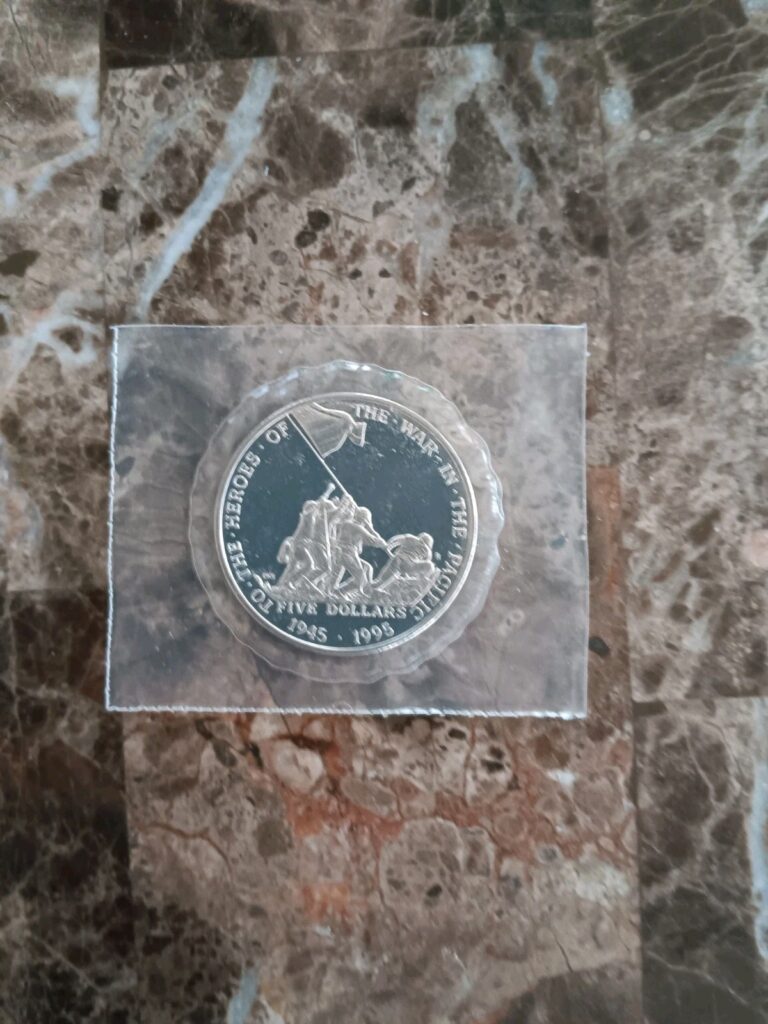 TO·THE·HEROES·OF THE·WAR·IN·THE·PACIFIC
FIVE DOLLARS
1945 · 1995